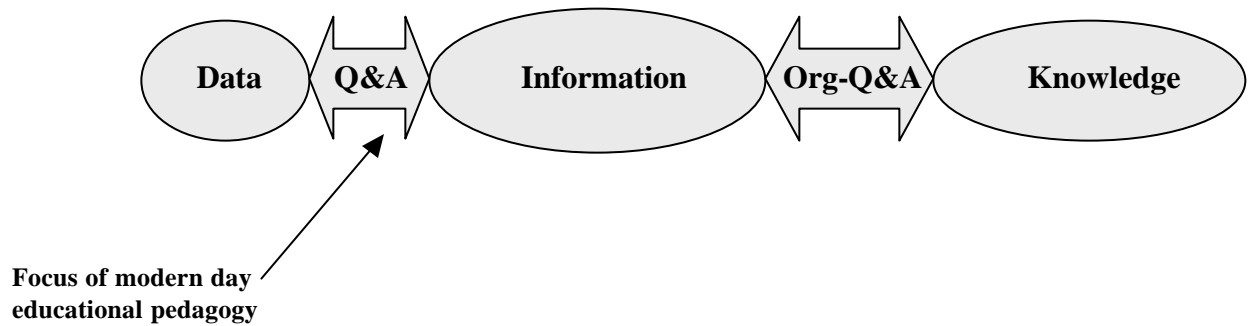 Data Q&A Information Org-Q&A Knowledge
Focus of modern day
educational pedagogy